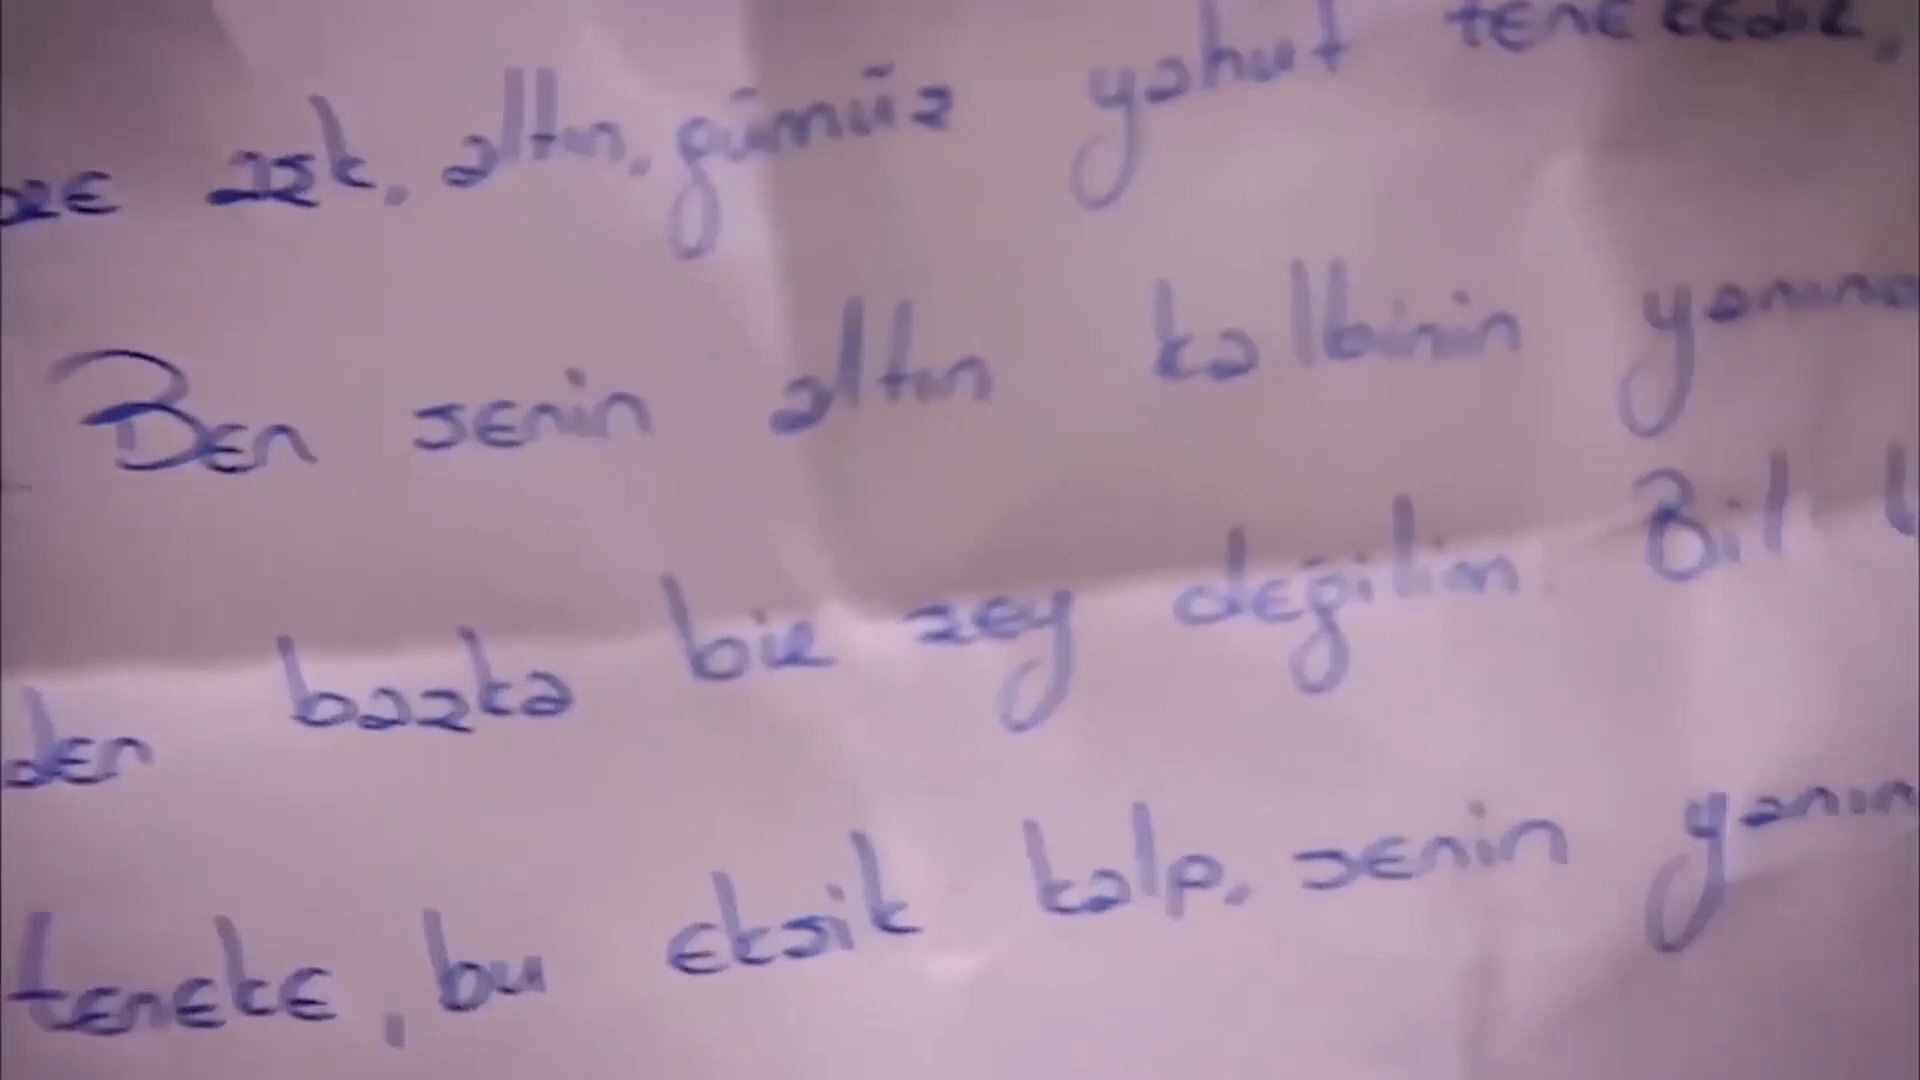 aşk, altın, gümüş yahut tenekedir.
Ben senin altın kalbinin
den başka bir şey değilim. Bil
teneke, bu eksik kalp, senin